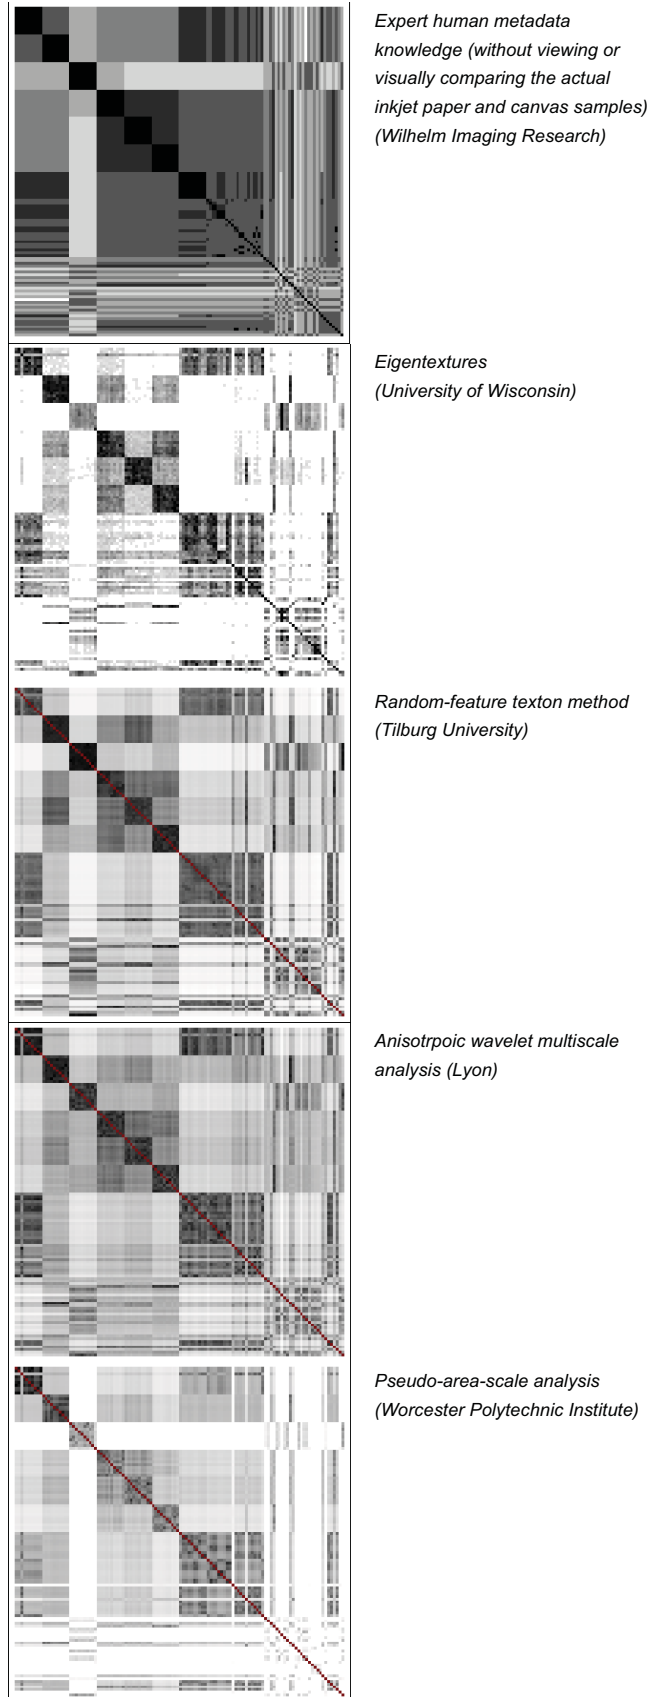 Expert human metadata
knowledge (without viewing or
visually comparing the actual
inkjet paper and canvas samples)
(Wilhelm Imaging Research)
Eigentextures
(University of Wisconsin)
Random-feature texton method
(Tilburg University)
Anisotrpoic wavelet multiscale
analysis (Lyon)
Pseudo-area-scale analysis
(Worcester Polytechnic Institute)